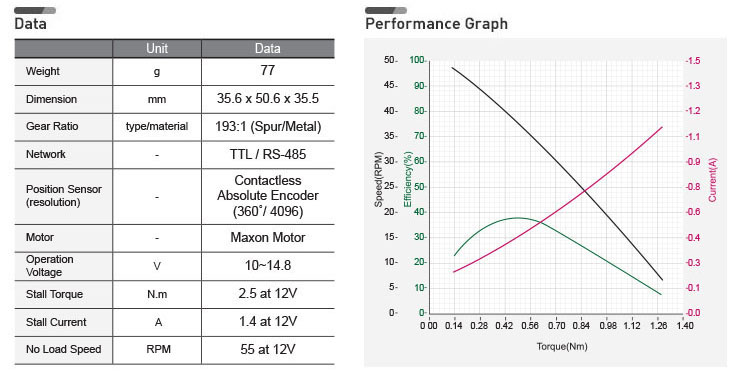 Data
Unit Data
Weight g 77
Dimension mm 35.6 x 50.6 x 35.5
Gear Ratio type/material 193:1 (Spur/Metal)
Network - TTL / RS-485
Position Sensor
(resolution) - Contactless
Absolute Encoder
(360˚/ 4096)
Motor - Maxon Motor
Operation
Voltage V 10~14.8
Stall Torque N.m 2.5 at 12V
Stall Current A 1.4 at 12V
No Load Speed RPM 55 at 12V
Performance Graph
50- 100- -1.5
45- 90- -1.3
40- 80- -1.2
35- 70- -1.1
30- 60- -0.9
25- 50- -0.8
20- 40- -0.6
15- 30- -0.4
10- 20- -0.3
5- 10- -0.1
0- 0- -0.0
Speed(RPM)
Efficiency(%)
Current(A)
0.00 0.14 0.28 0.42 0.56 0.70 0.84 0.98 1.12 1.26 1.40
Torque(Nm)